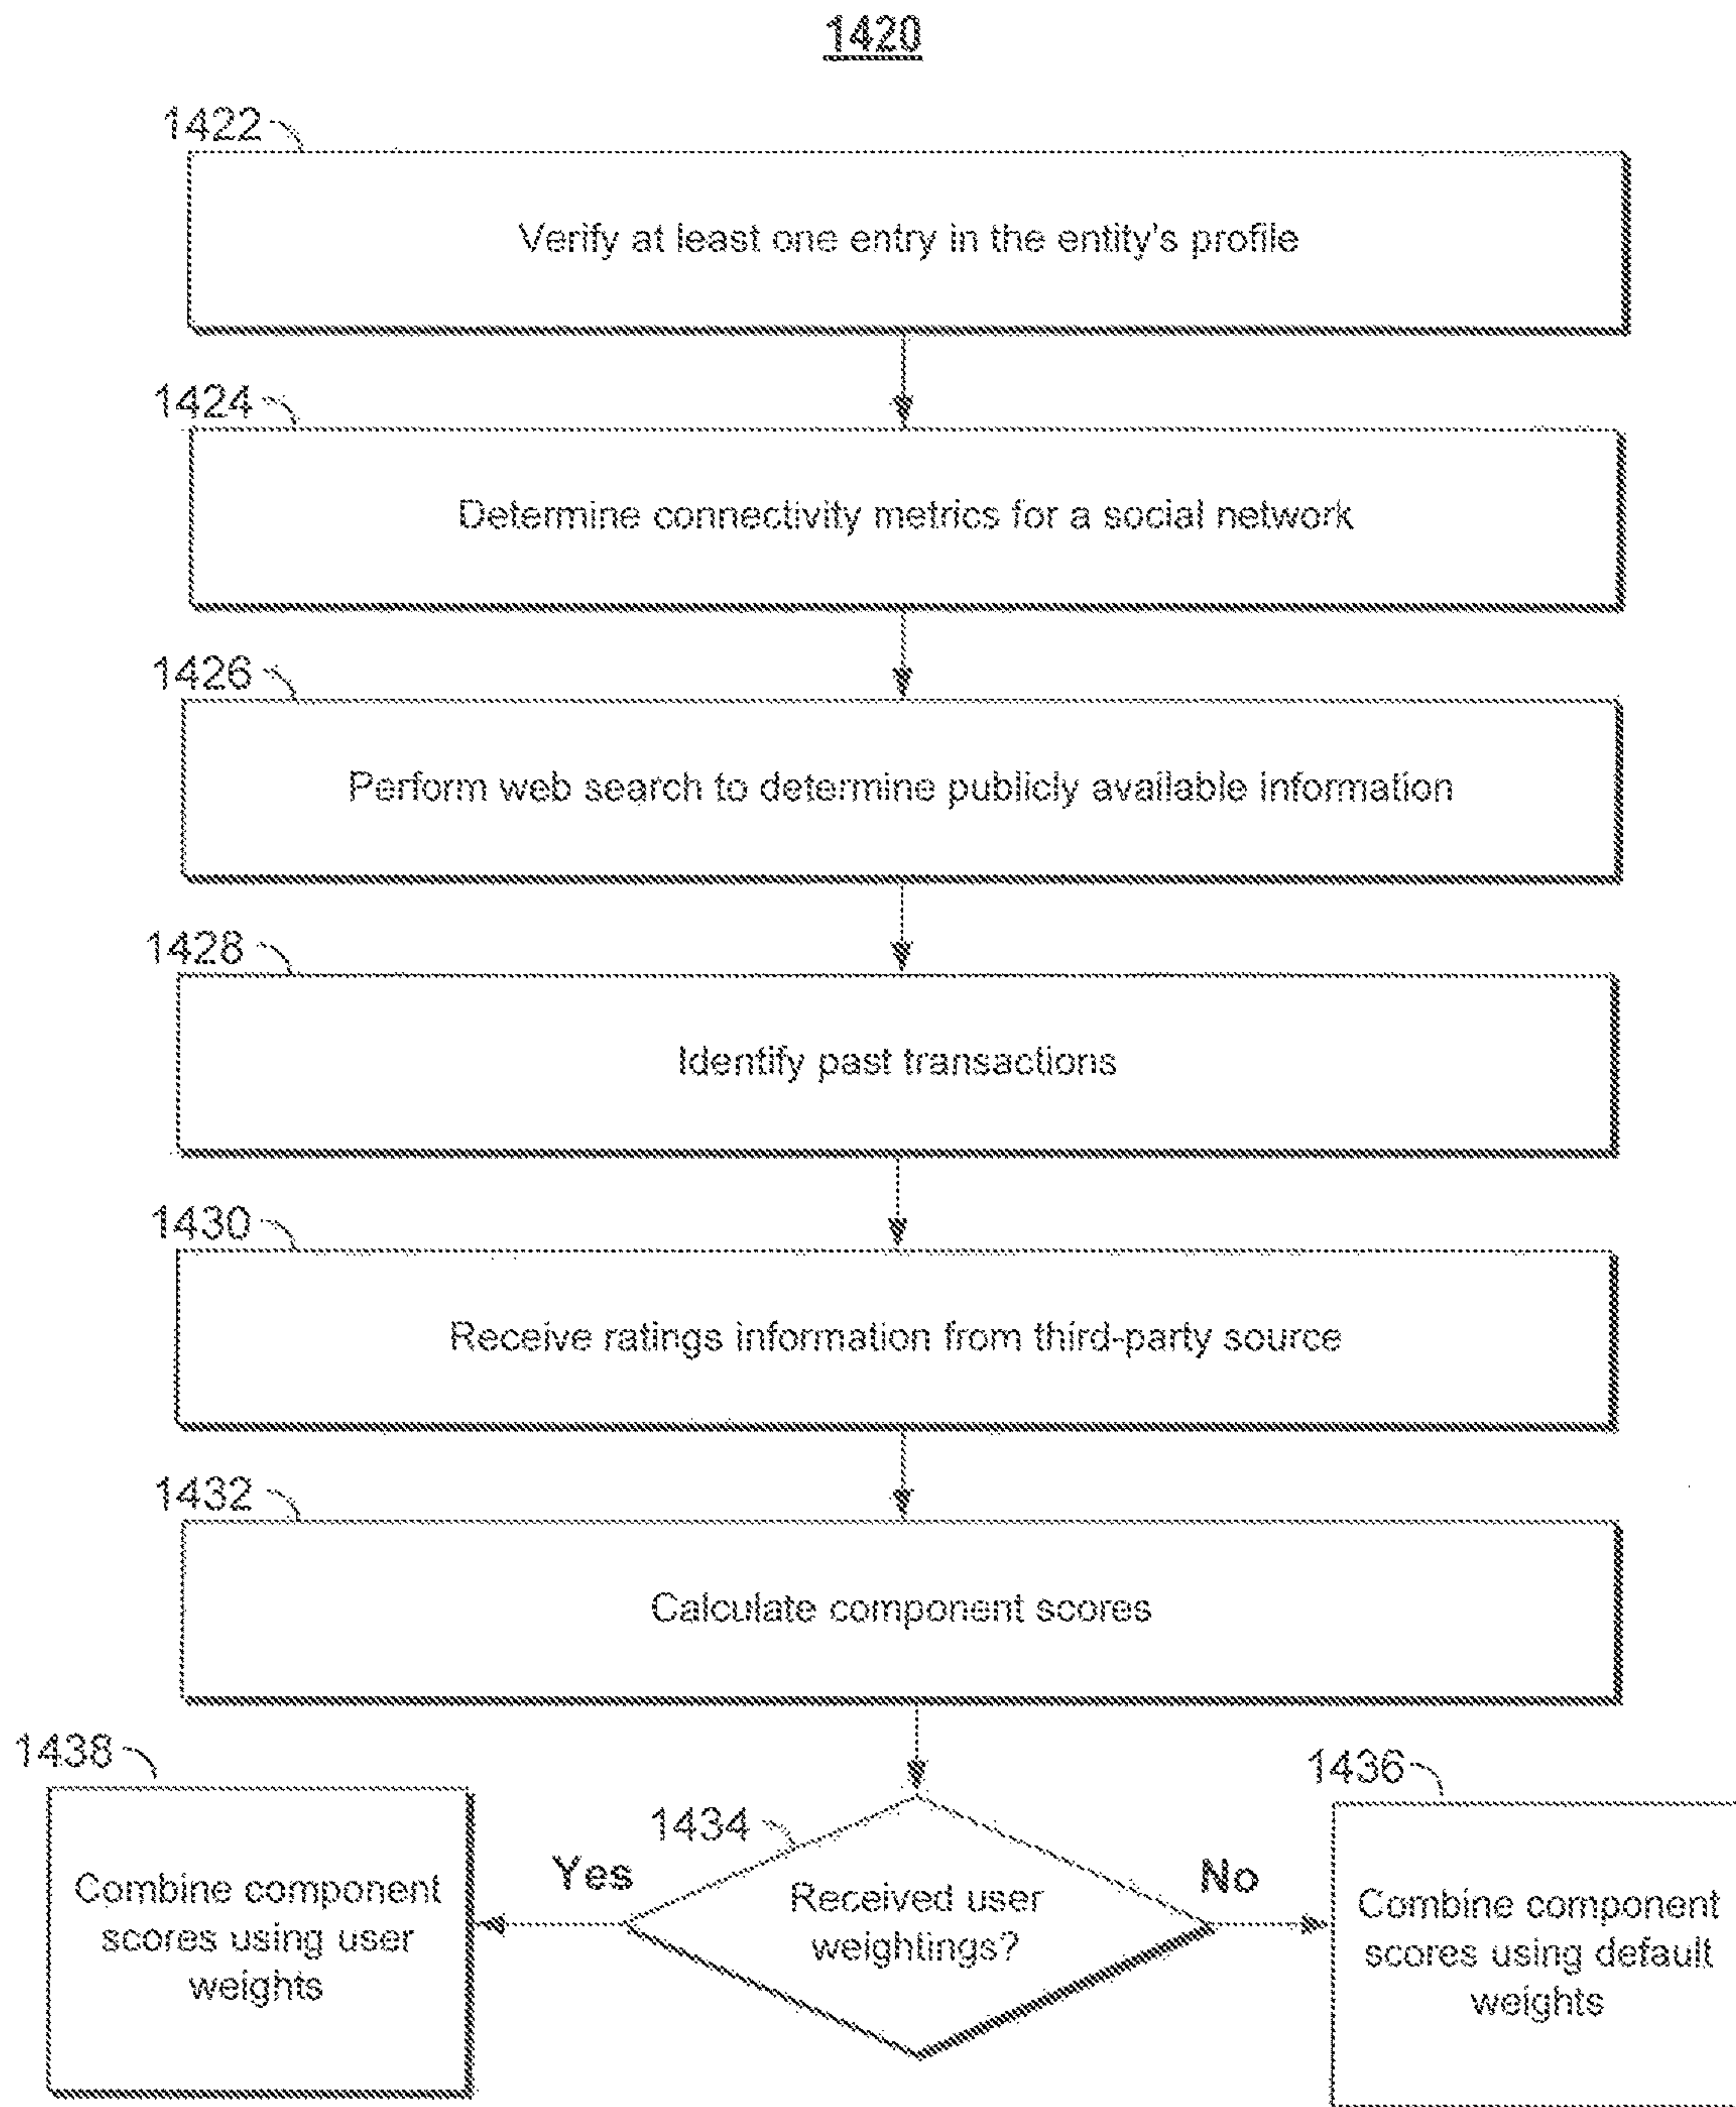 1420
1422
Verify at least one entry in the entity's profile
1424
Determine connectivity metrics for a social network
1426
Perform web search to determine publicly available information
1428
Identify past transactions
1430
Receive ratings information from third-party source
1432
Calculate component scores
1438
Combine component
scores using user
weights
1434
Yes
Received user
weightings?
No
1436
Combine component
scores using default
weights